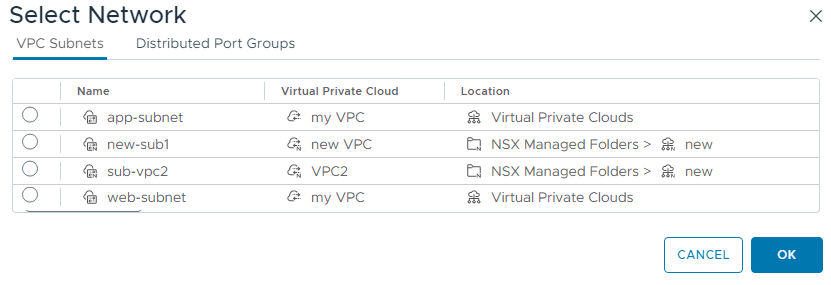 Select Network
VPC Subnets Distributed Port Groups
Name Virtual Private Cloud Location
app-subnet my VPC Virtual Private Clouds
new-sub1 new VPC NSX Managed Folders > new
sub-vpc2 VPC2 NSX Managed Folders > new
web-subnet my VPC Virtual Private Clouds
CANCEL OK